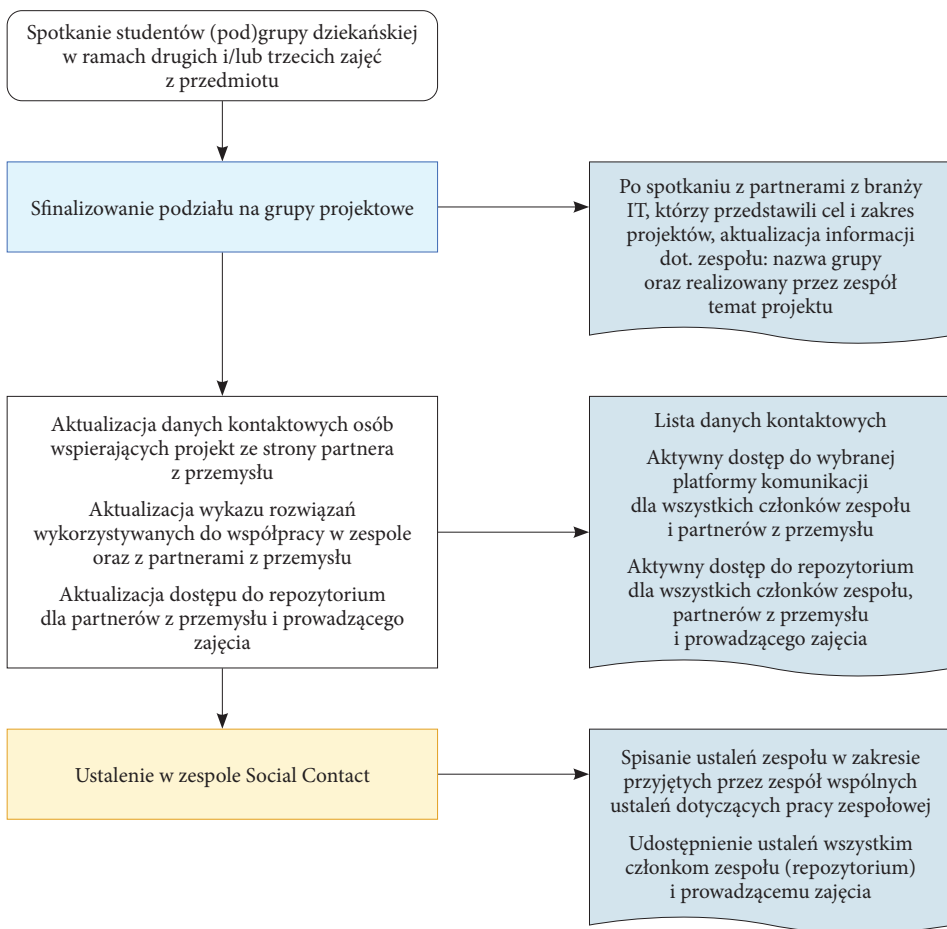 Spotkanie studentów (pod)grupy dziekańskiej
w ramach drugich i/lub trzecich zajęć
z przedmiotu
Sfinalizowanie podziału na grupy projektowe
Po spotkaniu z partnerami z branży
IT, którzy przedstawili cel i zakres
projektów, aktualizacja informacji
dot. zespołu: nazwa grupy
oraz realizowany przez zespół
temat projektu
Aktualizacja danych kontaktowych osób
wspierających projekt ze strony partnera
z przemysłu
Aktualizacja wykazu rozwiązań
wykorzystywanych do współpracy w zespole
oraz z partnerami z przemysłu
Aktualizacja dostępu do repozytorium
dla partnerów z przemysłu i prowadzącego
zajęcia
Lista danych kontaktowych
Aktywny dostęp do wybranej
platformy komunikacji
dla wszystkich członków zespołu
i partnerów z przemysłu
Aktywny dostęp do repozytorium
dla wszystkich członków zespołu,
partnerów z przemysłu
i prowadzącego zajęcia
Ustalenie w zespole Social Contact
Spisanie ustaleń zespołu w zakresie
przyjętych przez zespół wspólnych
ustaleń dotyczących pracy zespołowej
Udostępnienie ustaleń wszystkim
członkom zespołu (repozytorium)
i prowadzącemu zajęcia